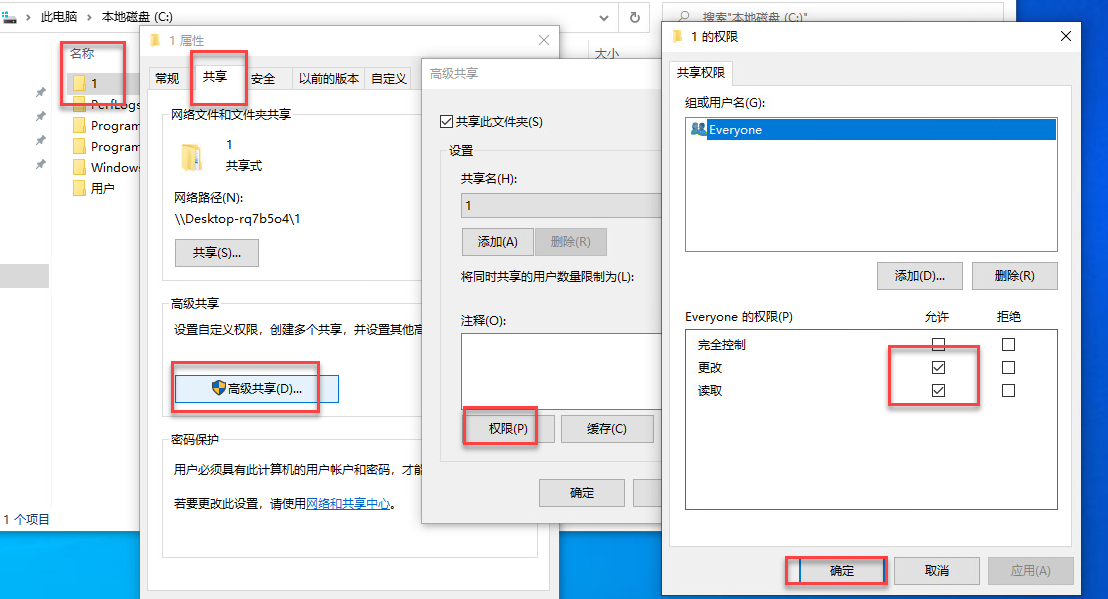 此电脑 › 本地磁盘 (C:)
搜索"本地磁盘 (C:)"
名称
大小
1
PerfLogs
Program
Program
Windows
用户
1 个项目
1 属性
常规
共享
安全
以前的版本
自定义
网络文件和文件夹共享
1
共享式
网络路径(N):
\\Desktop-rq7b5o4\1
共享(S)...
高级共享
设置自定义权限，创建多个共享，并设置其他高
高级共享(D)...
密码保护
用户必须具有此计算机的用户帐户和密码，才能
若要更改此设置，请使用网络和共享中心。
高级共享
共享此文件夹(S)
设置
共享名(H):
1
添加(A)
删除(R)
将同时共享的用户数量限制为(L):
注释(O):
权限(P)
缓存(C)
确定
1 的权限
共享权限
组或用户名(G):
Everyone
添加(D)...
删除(R)
Everyone 的权限(P)
允许
拒绝
完全控制
更改
读取
确定
取消
应用(A)